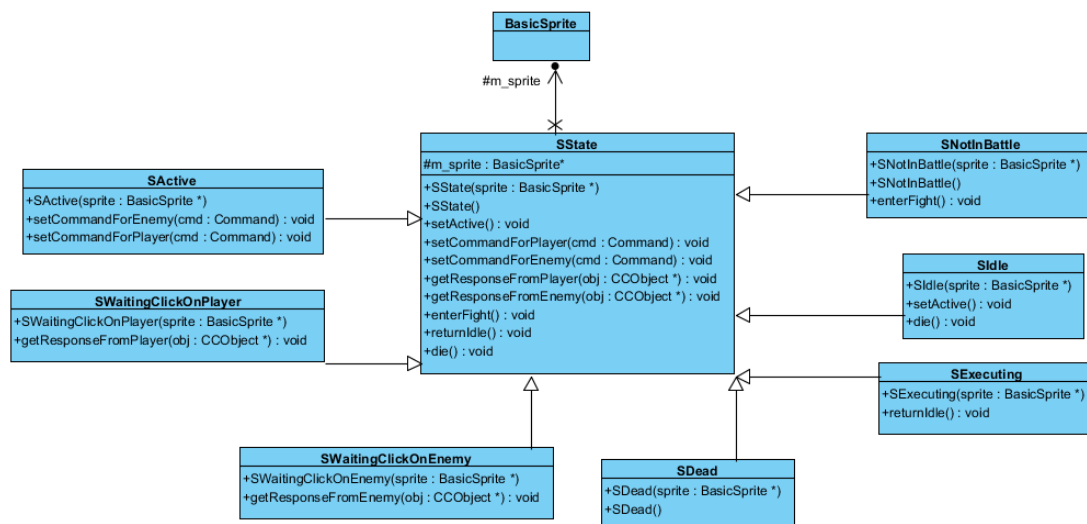 BasicSprite
#m_sprite
SState
#m_sprite : BasicSprite*
+SState(sprite : BasicSprite *)
+SState()
+setActive() : void
+setCommandForPlayer(cmd : Command) : void
+setCommandForEnemy(cmd : Command) : void
+getResponseFromPlayer(obj : CCObject *) : void
+getResponseFromEnemy(obj : CCObject *) : void
+enterFight() : void
+returnIdle() : void
+die() : void
SActive
+SActive(sprite : BasicSprite *)
+setCommandForEnemy(cmd : Command) : void
+setCommandForPlayer(cmd : Command) : void
SWaitingClickOnPlayer
+SWaitingClickOnPlayer(sprite : BasicSprite *)
+getResponseFromPlayer(obj : CCObject *) : void
SWaitingClickOnEnemy
+SWaitingClickOnEnemy(sprite : BasicSprite *)
+getResponseFromEnemy(obj : CCObject *) : void
SNotInBattle
+SNotInBattle(sprite : BasicSprite *)
+SNotInBattle()
+enterFight() : void
SIdle
+SIdle(sprite : BasicSprite *)
+setActive() : void
+die() : void
SExecuting
+SExecuting(sprite : BasicSprite *)
+returnIdle() : void
SDead
+SDead(sprite : BasicSprite *)
+SDead()